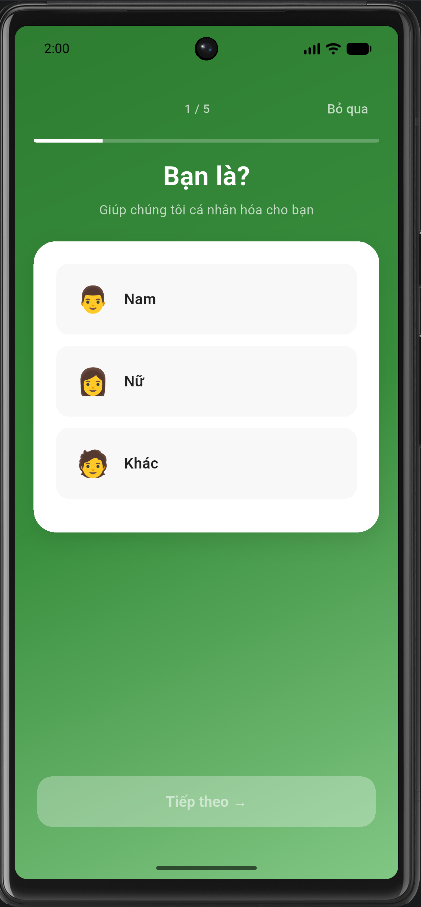 2:00
1 / 5
Bỏ qua
Bạn là?
Giúp chúng tôi cá nhân hóa cho bạn
Nam
Nữ
Khác
Tiếp theo →